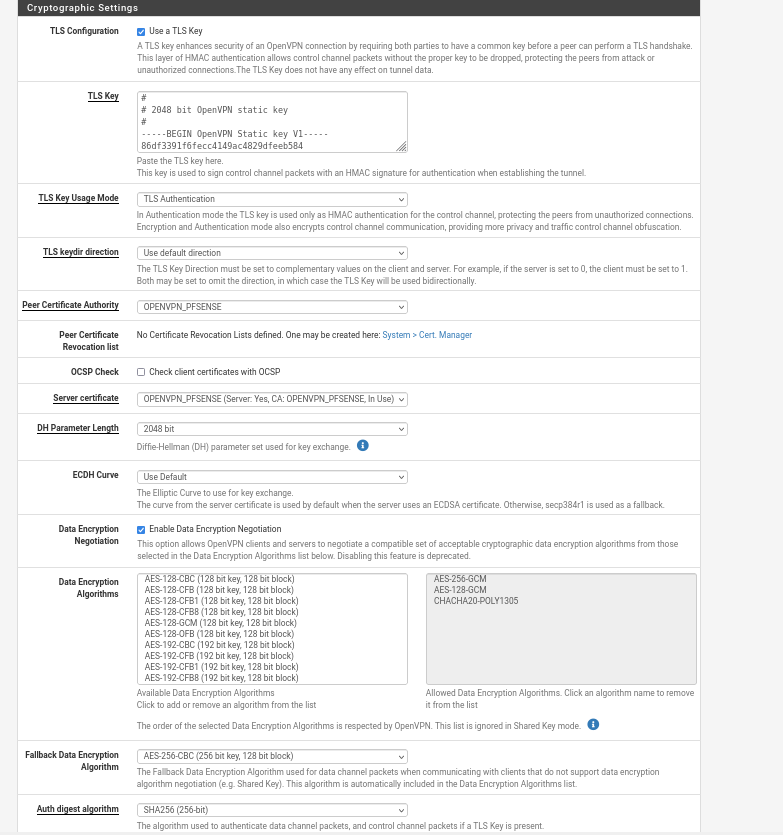 Cryptographic Settings
TLS Configuration
Use a TLS Key
A TLS key enhances security of an OpenVPN connection by requiring both parties to have a common key before a peer can perform a TLS handshake.
This layer of HMAC authentication allows control channel packets without the proper key to be dropped, protecting the peers from attack or
unauthorized connections.The TLS Key does not have any effect on tunnel data.
TLS Key
#
# 2048 bit OpenVPN static key
#
-----BEGIN OpenVPN Static key V1-----
86df3391f6fecc4149ac4829dfeeb584
Paste the TLS key here.
This key is used to sign control channel packets with an HMAC signature for authentication when establishing the tunnel.
TLS Key Usage Mode
TLS Authentication
In Authentication mode the TLS key is used only as HMAC authentication for the control channel, protecting the peers from unauthorized connections.
Encryption and Authentication mode also encrypts control channel communication, providing more privacy and traffic control channel obfuscation.
TLS keydir direction
Use default direction
The TLS Key Direction must be set to complementary values on the client and server. For example, if the server is set to 0, the client must be set to 1.
Both may be set to omit the direction, in which case the TLS Key will be used bidirectionally.
Peer Certificate Authority
OPENVPN_PFSENSE
Peer Certificate
Revocation list
No Certificate Revocation Lists defined. One may be created here: System > Cert. Manager
OCSP Check
Check client certificates with OCSP
Server certificate
OPENVPN_PFSENSE (Server: Yes, CA: OPENVPN_PFSENSE, In Use)
DH Parameter Length
2048 bit
Diffie-Hellman (DH) parameter set used for key exchange.
ECDH Curve
Use Default
The Elliptic Curve to use for key exchange.
The curve from the server certificate is used by default when the server uses an ECDSA certificate. Otherwise, secp384r1 is used as a fallback.
Data Encryption
Negotiation
Enable Data Encryption Negotiation
This option allows OpenVPN clients and servers to negotiate a compatible set of acceptable cryptographic data encryption algorithms from those
selected in the Data Encryption Algorithms list below. Disabling this feature is deprecated.
Data Encryption
Algorithms
AES-128-CBC (128 bit key, 128 bit block)
AES-128-CFB (128 bit key, 128 bit block)
AES-128-CFB1 (128 bit key, 128 bit block)
AES-128-CFB8 (128 bit key, 128 bit block)
AES-128-GCM (128 bit key, 128 bit block)
AES-128-OFB (128 bit key, 128 bit block)
AES-192-CBC (192 bit key, 128 bit block)
AES-192-CFB (192 bit key, 128 bit block)
AES-192-CFB1 (192 bit key, 128 bit block)
AES-192-CFB8 (192 bit key, 128 bit block)
Available Data Encryption Algorithms
Click to add or remove an algorithm from the list
AES-256-GCM
AES-128-GCM
CHACHA20-POLY1305
Allowed Data Encryption Algorithms. Click an algorithm name to remove
it from the list
The order of the selected Data Encryption Algorithms is respected by OpenVPN. This list is ignored in Shared Key mode.
Fallback Data Encryption
Algorithm
AES-256-CBC (256 bit key, 128 bit block)
The Fallback Data Encryption Algorithm used for data channel packets when communicating with clients that do not support data encryption
algorithm negotiation (e.g. Shared Key). This algorithm is automatically included in the Data Encryption Algorithms list.
Auth digest algorithm
SHA256 (256-bit)
The algorithm used to authenticate data channel packets, and control channel packets if a TLS Key is present.